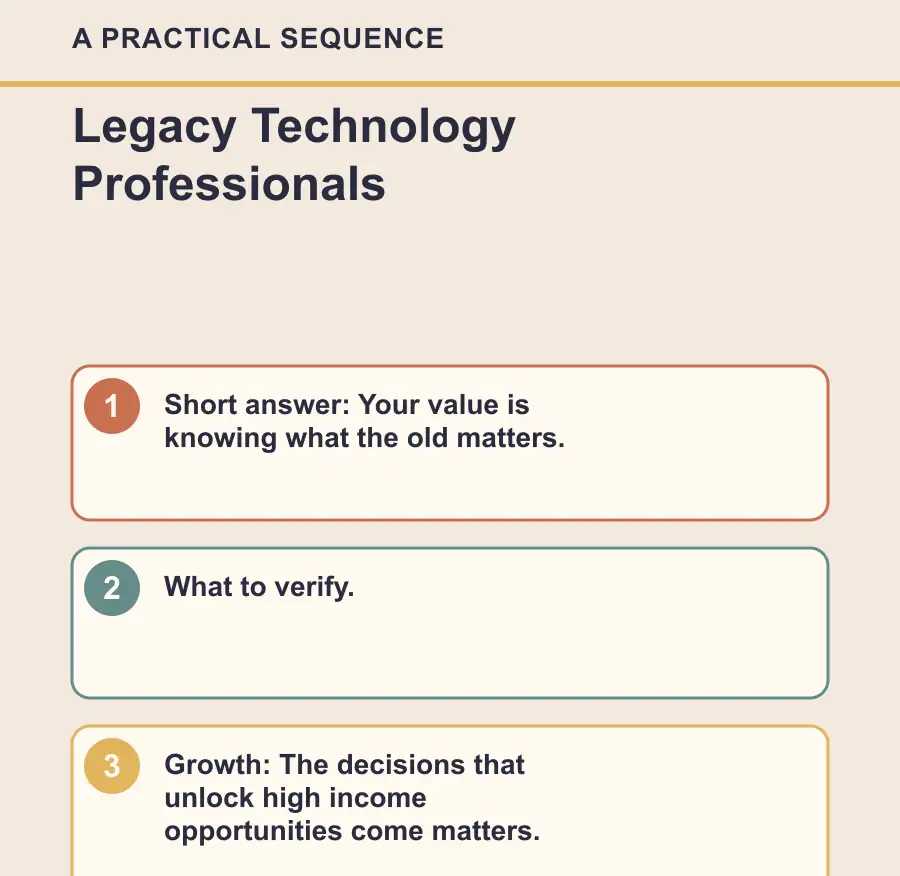 A PRACTICAL SEQUENCE
Legacy Technology
Professionals
1
Short answer: Your value is
knowing what the old matters.
2
What to verify.
3
Growth: The decisions that
unlock high income
opportunities come matters.